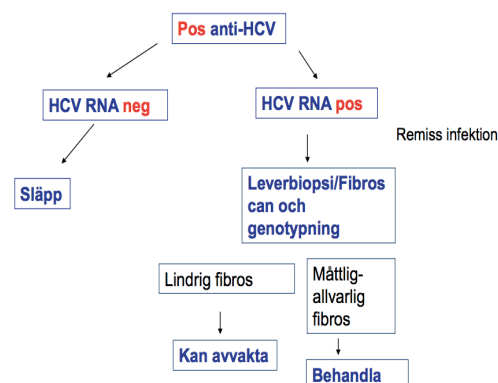 Pos anti-HCV
HCV RNA neg
HCV RNA pos
Remiss infektion
Släpp
Leverbiopsi/Fibros
can och
genotypning
Lindrig fibros
Måttlig-
allvarlig
fibros
Kan avvakta
Behandla